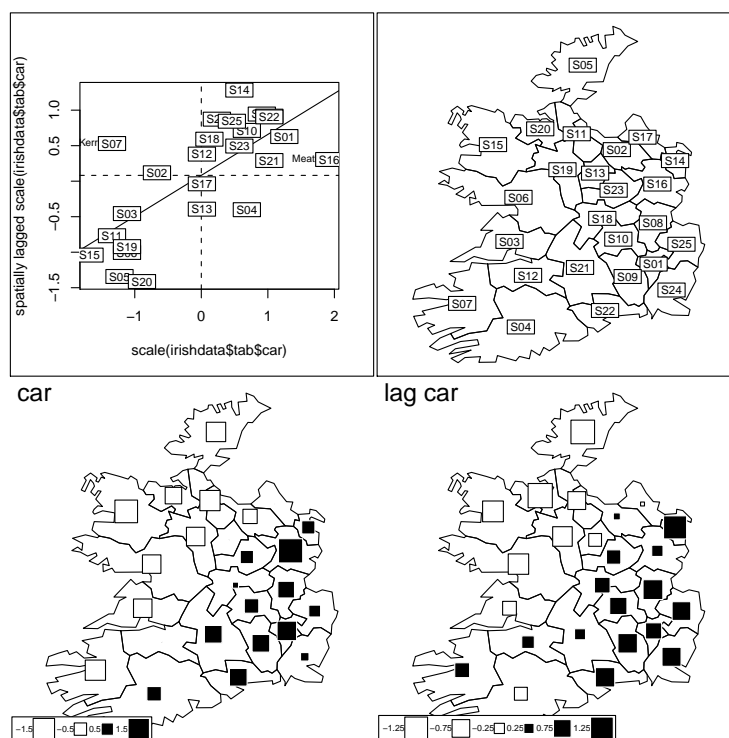 spatially lagged scale(irishdata$tab$car)
1.0
0.5
−0.5
−1.5
S14
S22
S25
S10
S01
S18
S23
S12
S21
Meat
S16
Kerr
S07
S02
S17
S13
S04
S03
S11
S19
S15
S05
S20
−1
0
1
2
scale(irishdata$tab$car)
S05
S20
S11
S17
S15
S02
S14
S19
S13
S16
S23
S06
S18
S08
S03
S10
S25
S01
S12
S21
S09
S24
S07
S22
S04
car
lag car
−1.5
−0.5
0.5
1.5
−1.25
−0.75
−0.25
0.25
0.75
1.25